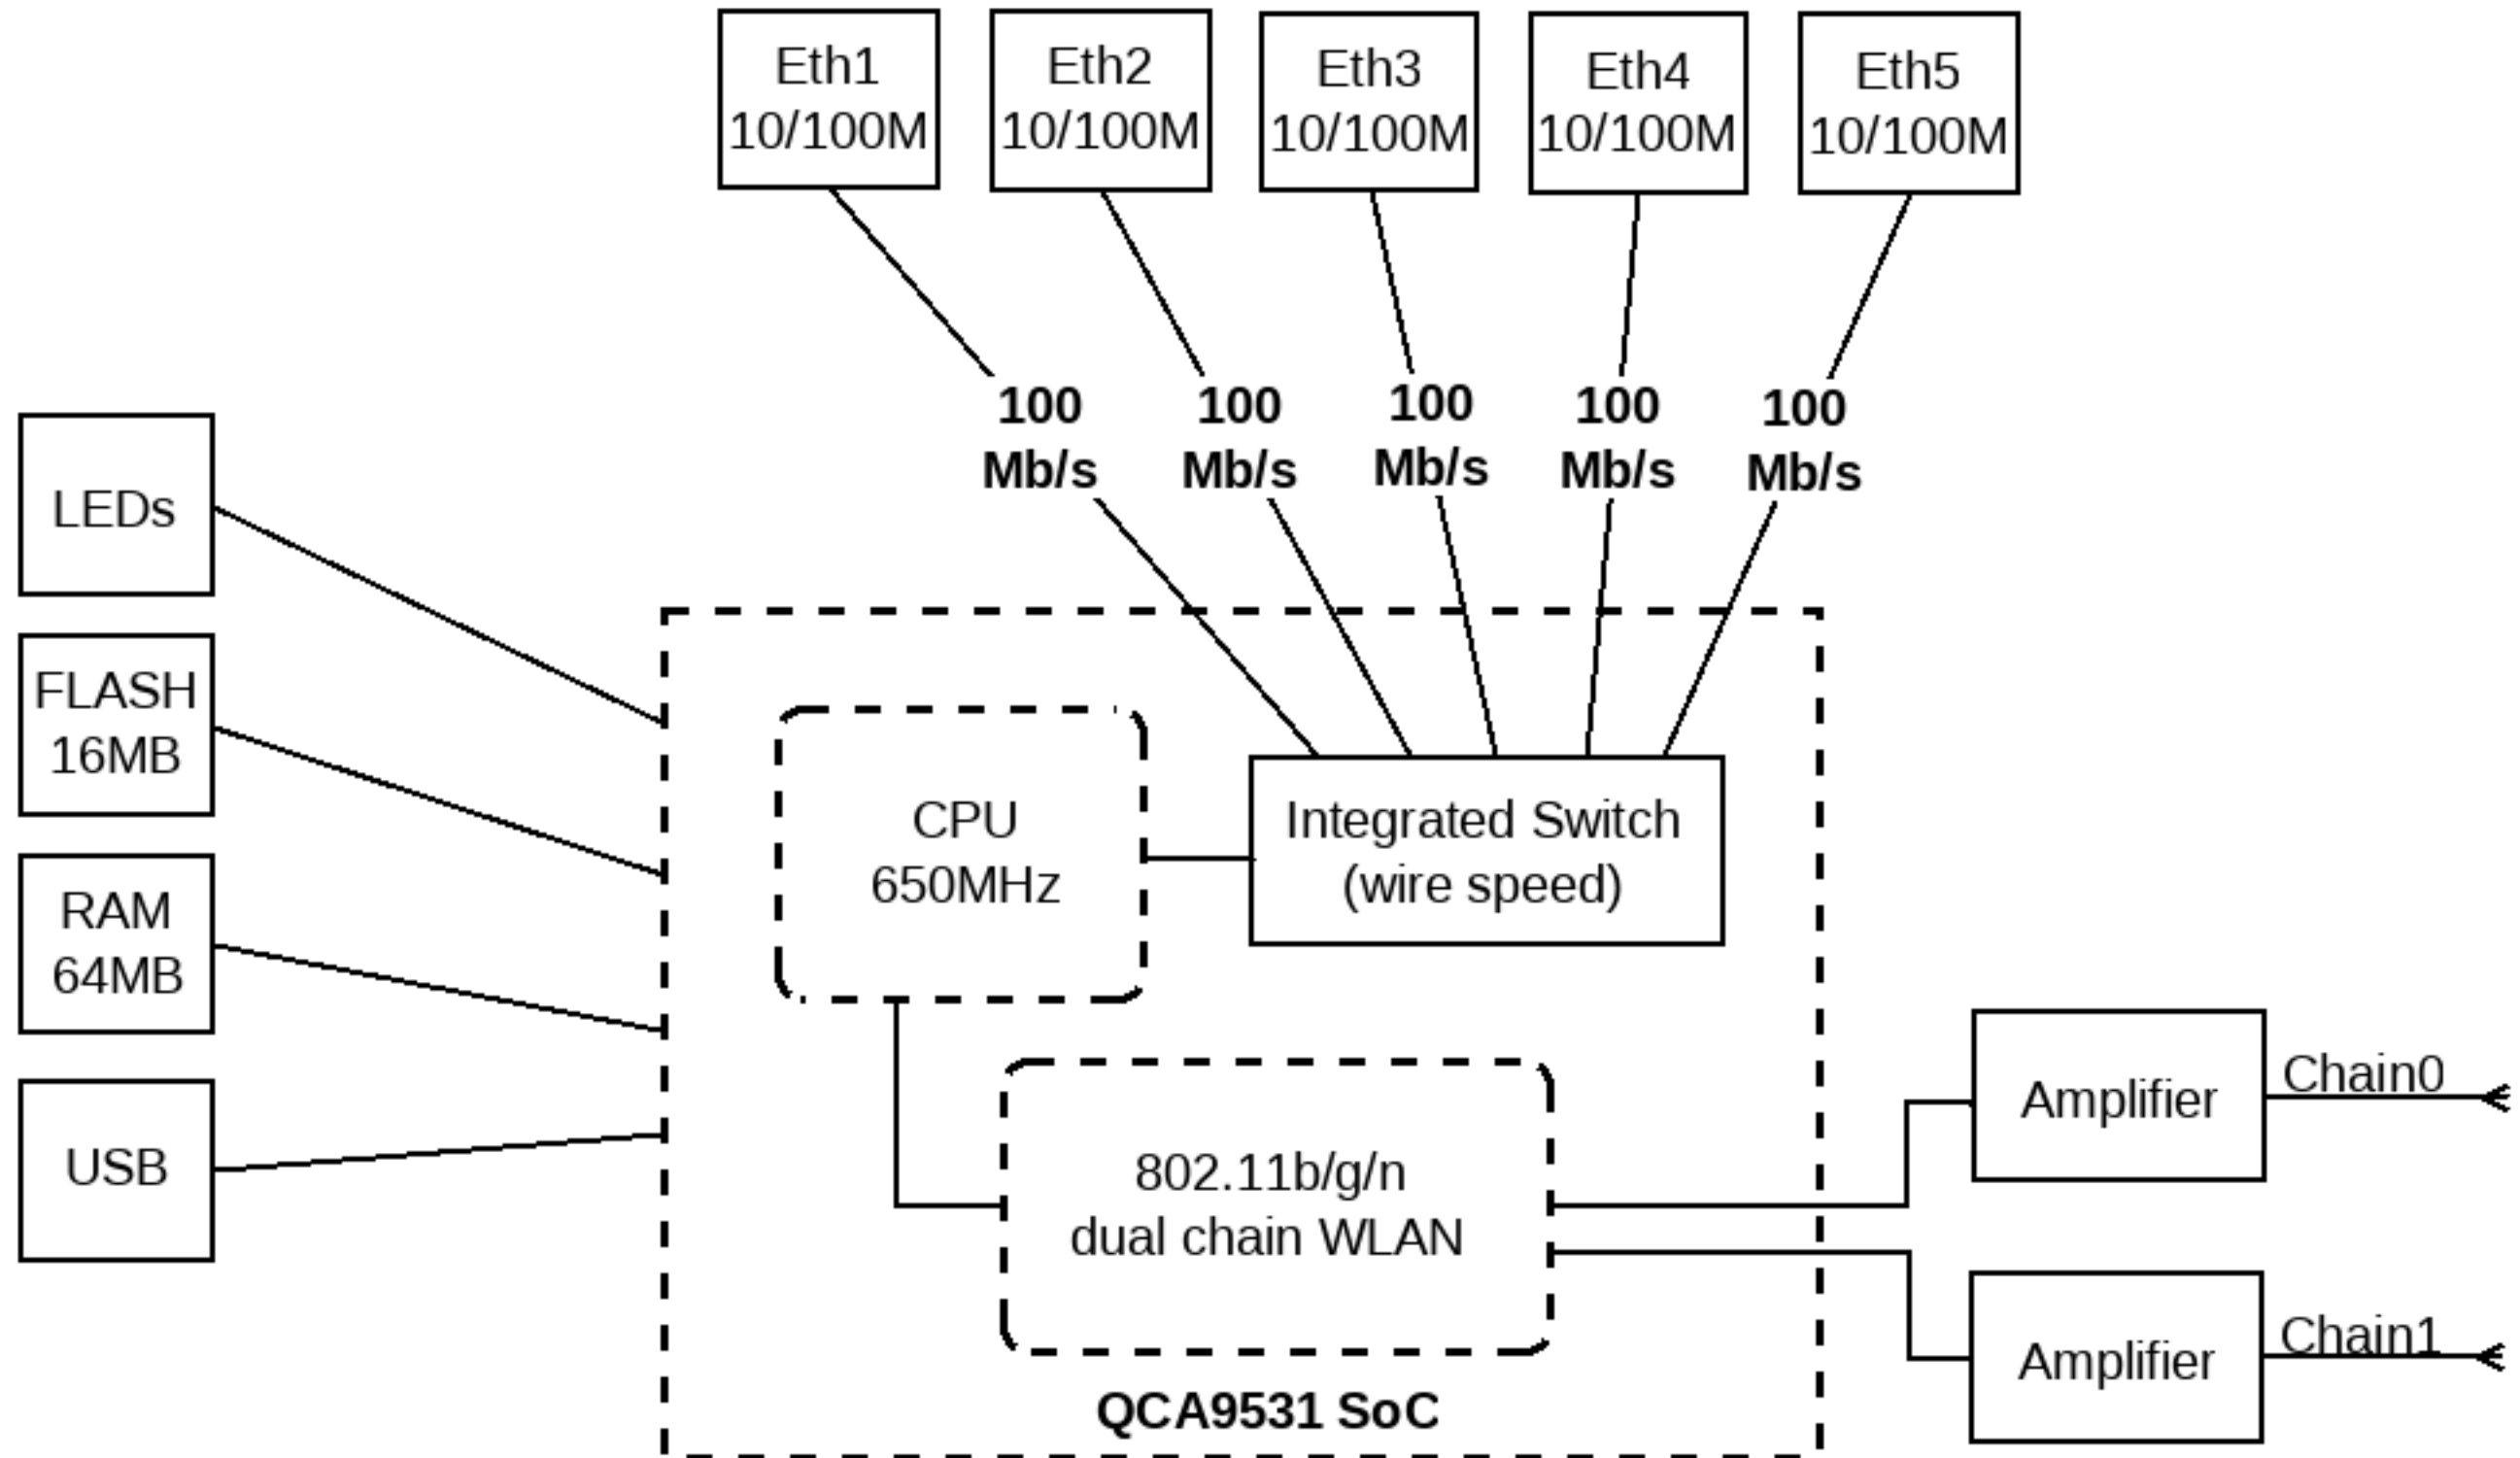 Eth1
10/100M
Eth2
10/100M
Eth3
10/100M
Eth4
10/100M
Eth5
10/100M
100
Mb/s
100
Mb/s
100
Mb/s
100
Mb/s
100
Mb/s
LEDs
FLASH
16MB
RAM
64MB
USB
CPU
650MHz
Integrated Switch
(wire speed)
802.11b/g/n
dual chain WLAN
QCA9531 SoC
Amplifier
Chain0
Amplifier
Chain1